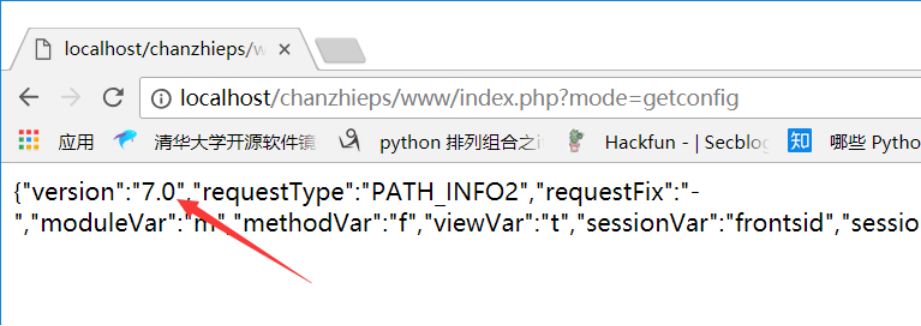 localhost/chanzhieps/w
localhost/chanzhieps/www/index.php?mode=getconfig
应用 清华大学开源软件镜 python 排列组合之i Hackfun - | Secblog 知 哪些 Pytho
{"version":"7.0","requestType":"PATH_INFO2","requestFix":"-
","moduleVar":"m","methodVar":"f","viewVar":"t","sessionVar":"frontsid","sessio